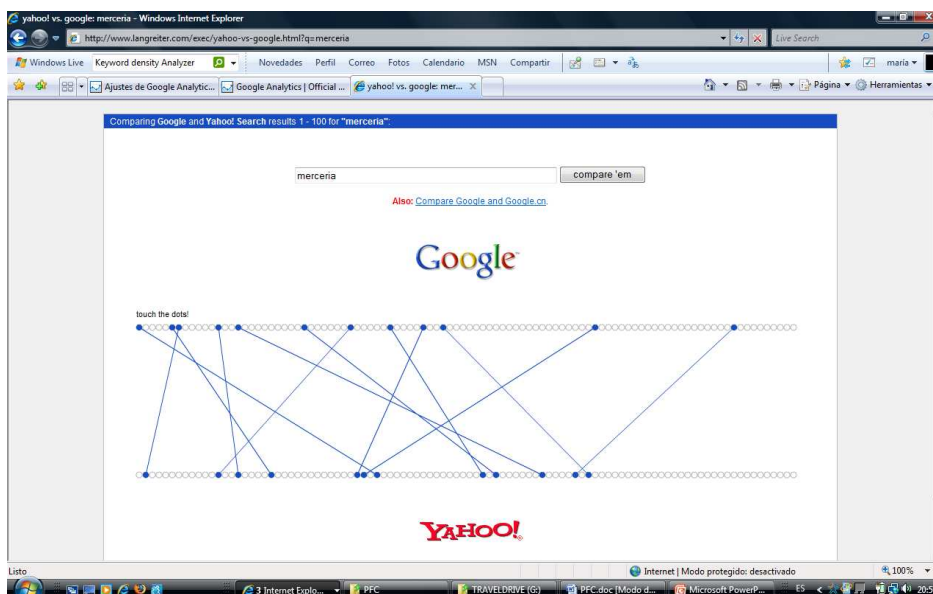 yahoo! vs. google: merceria - Windows Internet Explorer
http://www.langreiter.com/exec/yahoo-vs-google.html?q=merceria
Live Search
Windows Live Keyword density Analyzer Novedades Perfil Correo Fotos Calendario MSN Compartir maria
Ajustes de Google Analytic... Google Analytics | Official ... yahoo! vs. google: mer... Página Herramientas
Comparing Google and Yahoo! Search results 1 - 100 for "merceria":
merceria compare 'em
Also: Compare Google and Google.cn.
Google
touch the dots!
YAHOO!
Listo Internet | Modo protegido: desactivado 100%
3 Internet Explo... PFC TRAVELDRIVE (G:) PFC.doc [Modo d... Microsoft PowerP... ES